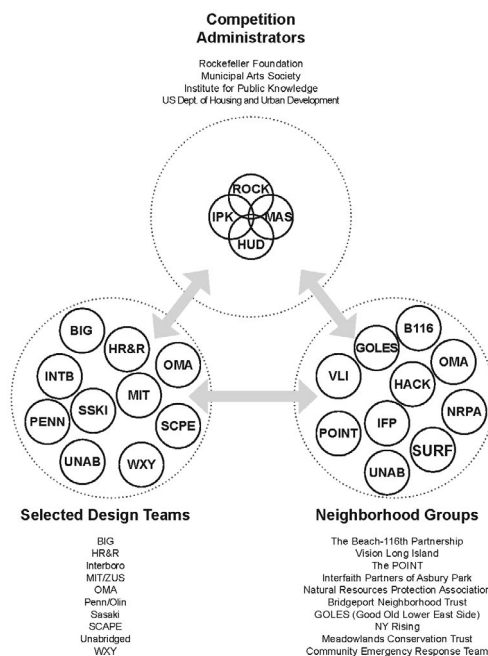 Competition
Administrators
Rockefeller Foundation
Municipal Arts Society
Institute for Public Knowledge
US Dept. of Housing and Urban Development
ROCK
IPK
MAS
HUD
BIG
HR&R
OMA
INTB
MIT
SSKI
PENN
SCPE
UNAB
WXY
B116
GOLES
OMA
VLI
HACK
NRPA
IFP
POINT
SURF
UNAB
Selected Design Teams
BIG
HR&R
Interboro
MIT/ZUS
OMA
Penn/Olin
Sasaki
SCAPE
Unabridged
WXY
Neighborhood Groups
The Beach-116th Partnership
Vision Long Island
The POINT
Interfaith Partners of Asbury Park
Natural Resources Protection Association
Bridgeport Neighborhood Trust
GOLES (Good Old Lower East Side)
NY Rising
Meadowlands Conservation Trust
Community Emergency Response Team